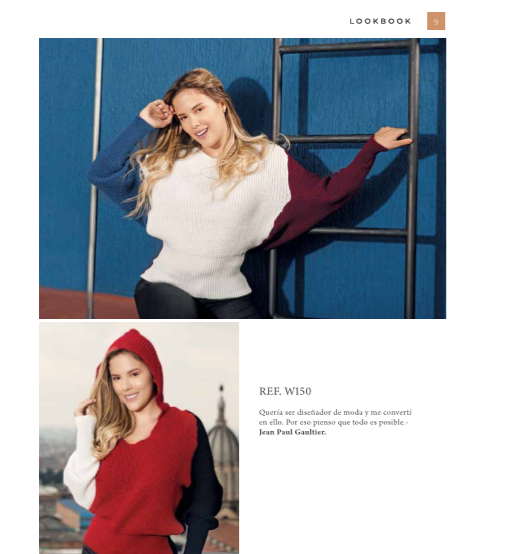 LOOKBOOK 9
REF. W150
Quería ser diseñador de moda y me convertí
en ello. Por eso pienso que todo es posible.-
Jean Paul Gaultier.